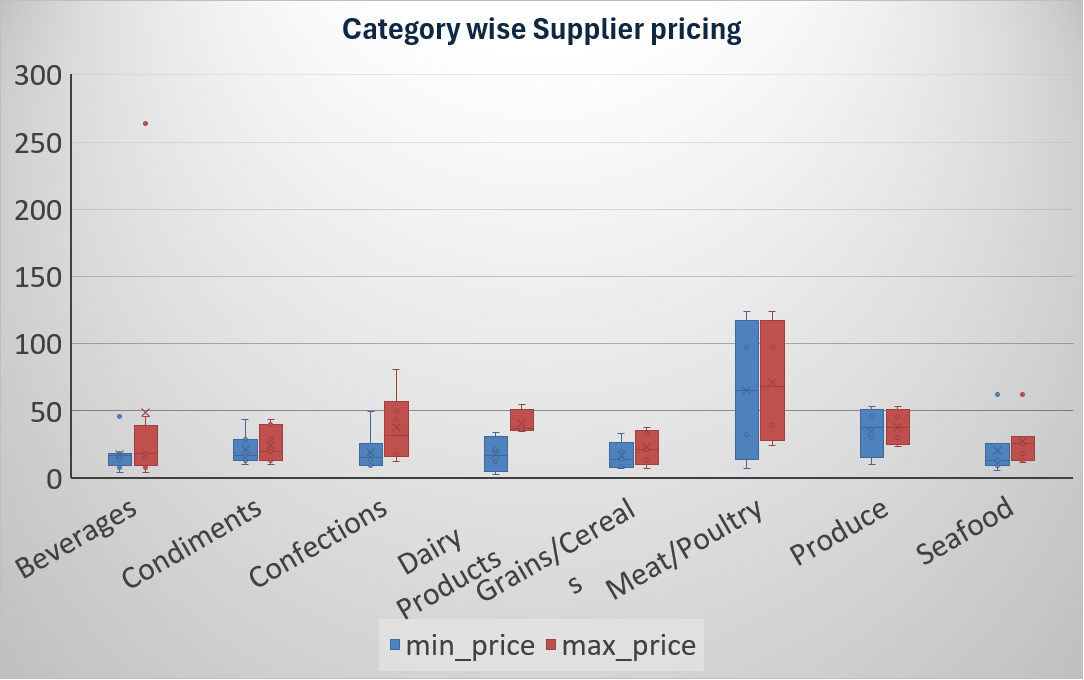 Category wise Supplier pricing
300
250
200
150
100
50
0
Beverages
Condiments
Confections
Dairy
Products
Grains/Cereal
s
Meat/Poultry
Produce
Seafood
min_price max_price